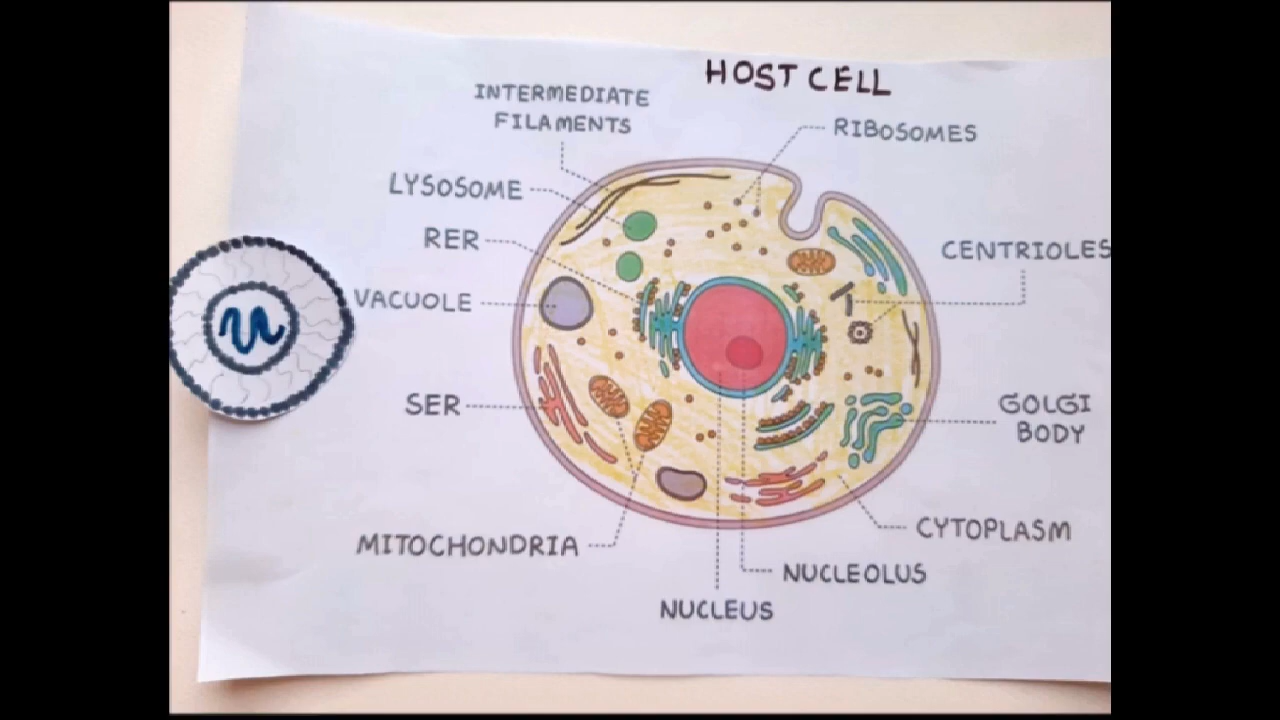 HOST CELL
INTERMEDIATE
FILAMENTS
RIBOSOMES
LYSOSOME
RER
CENTRIOLES
VACUOLE
SER
GOLGI
BODY
CYTOPLASM
MITOCHONDRIA
NUCLEOLUS
NUCLEUS